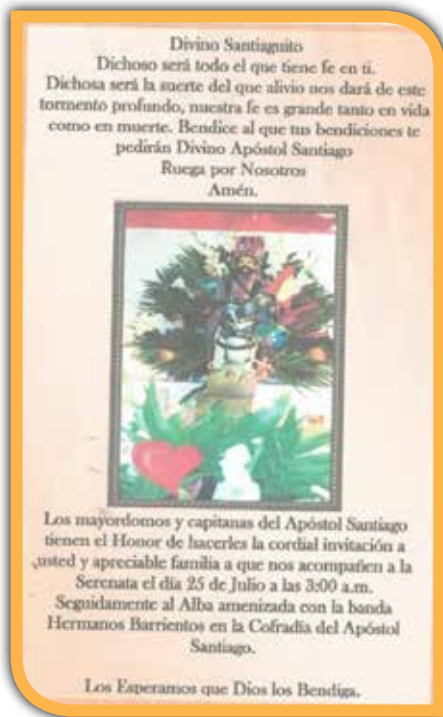 Divino Santiaguito
Dichoso será todo el que tiene fe en ti.
Dichosa será la suerte del que alivio nos dará de este
tormento profundo, nuestra fe es grande tanto en vida
como en muerte. Bendice al que tus bendiciones te
pedirán Divino Apóstol Santiago
Ruega por Nosotros
Amén.
Los mayordomos y capitanas del Apóstol Santiago
tienen el Honor de hacerles la cordial invitación a
usted y apreciable familia a que nos acompañen a la
Serenata el día 25 de Julio a las 3:00 a.m.
Seguidamente al Alba amenizada con la banda
Hermanos Barrientos en la Cofradía del Apóstol
Santiago.
Los Esperamos que Dios los Bendiga.